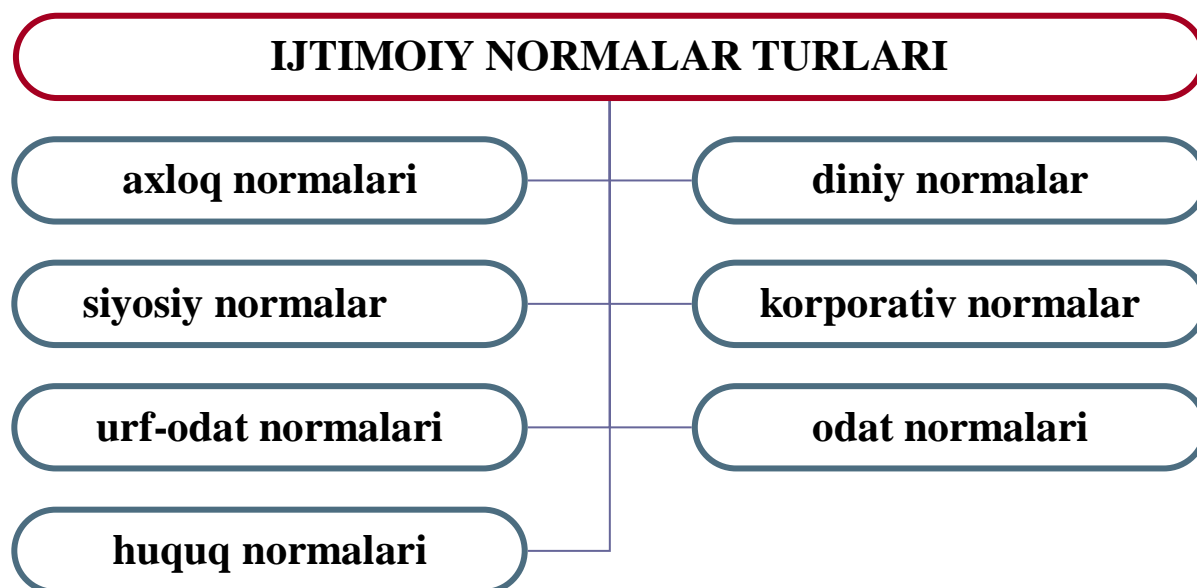 IJTIMOIY NORMALAR TURLARI
axloq normalari
diniy normalar
siyosiy normalar
korporativ normalar
urf-odat normalari
odat normalari
huquq normalari